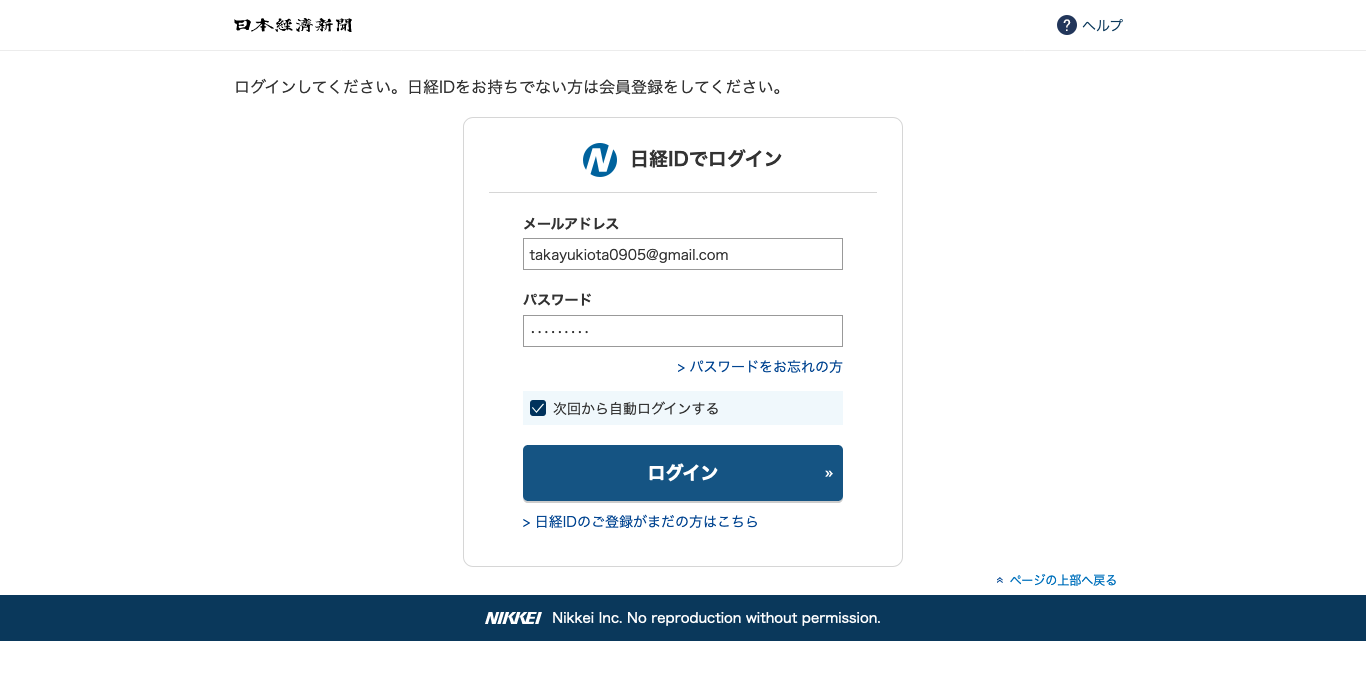 日本経済新聞
? ヘルプ
ログインしてください。日経IDをお持ちでない方は会員登録をしてください。
N 日経IDでログイン
メールアドレス
takayukiota0905@gmail.com
パスワード
·········
> パスワードをお忘れの方
次回から自動ログインする
ログイン »
> 日経IDのご登録がまだの方はこちら
ページの上部へ戻る
NIKKEI Nikkei Inc. No reproduction without permission.